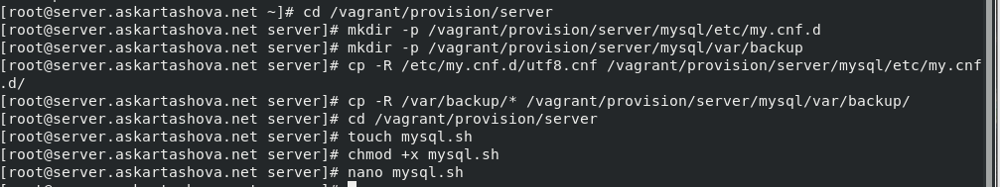 [root@server.askartashova.net ~]# cd /vagrant/provision/server
[root@server.askartashova.net server]# mkdir -p /vagrant/provision/server/mysql/etc/my.cnf.d
[root@server.askartashova.net server]# mkdir -p /vagrant/provision/server/mysql/var/backup
[root@server.askartashova.net server]# cp -R /etc/my.cnf.d/utf8.cnf /vagrant/provision/server/mysql/etc/my.cnf
.d/
[root@server.askartashova.net server]# cp -R /var/backup/* /vagrant/provision/server/mysql/var/backup/
[root@server.askartashova.net server]# cd /vagrant/provision/server
[root@server.askartashova.net server]# touch mysql.sh
[root@server.askartashova.net server]# chmod +x mysql.sh
[root@server.askartashova.net server]# nano mysql.sh
[root@server.askartashova.net server]#